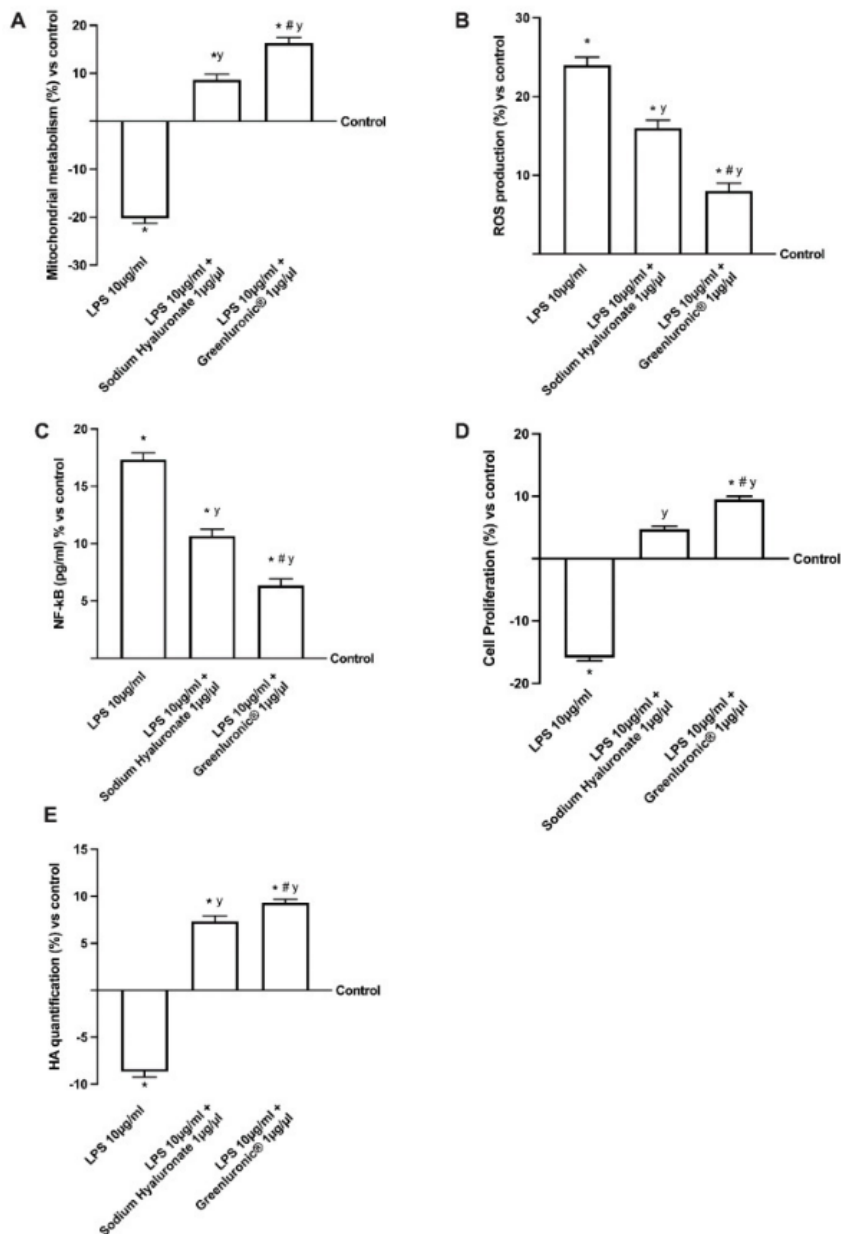 A
Mitochondrial metabolism (%) vs control
20
10
-10
-20
-30
*
*y
* # y
Control
LPS 10µg/ml
LPS 10µg/ml +
Sodium Hyaluronate 1µg/µl
LPS 10µg/ml +
Greenluronic® 1µg/µl
B
ROS production (%) vs control
30
20
10
*
* y
* # y
Control
LPS 10µg/ml
LPS 10µg/ml +
Sodium Hyaluronate 1µg/µl
LPS 10µg/ml +
Greenluronic® 1µg/µl
C
NF-kB (pg/ml) % vs control
20
15
10
5
*
* y
* # y
Control
LPS 10µg/ml
LPS 10µg/ml +
Sodium Hyaluronate 1µg/µl
LPS 10µg/ml +
Greenluronic® 1µg/µl
D
Cell Proliferation (%) vs control
20
10
-10
-20
*
y
* # y
Control
LPS 10µg/ml
LPS 10µg/ml +
Sodium Hyaluronate 1µg/µl
LPS 10µg/ml +
Greenluronic® 1µg/µl
E
HA quantification (%) vs control
15
10
5
-5
-10
*
* y
* # y
Control
LPS 10µg/ml
LPS 10µg/ml +
Sodium Hyaluronate 1µg/µl
LPS 10µg/ml +
Greenluronic® 1µg/µl